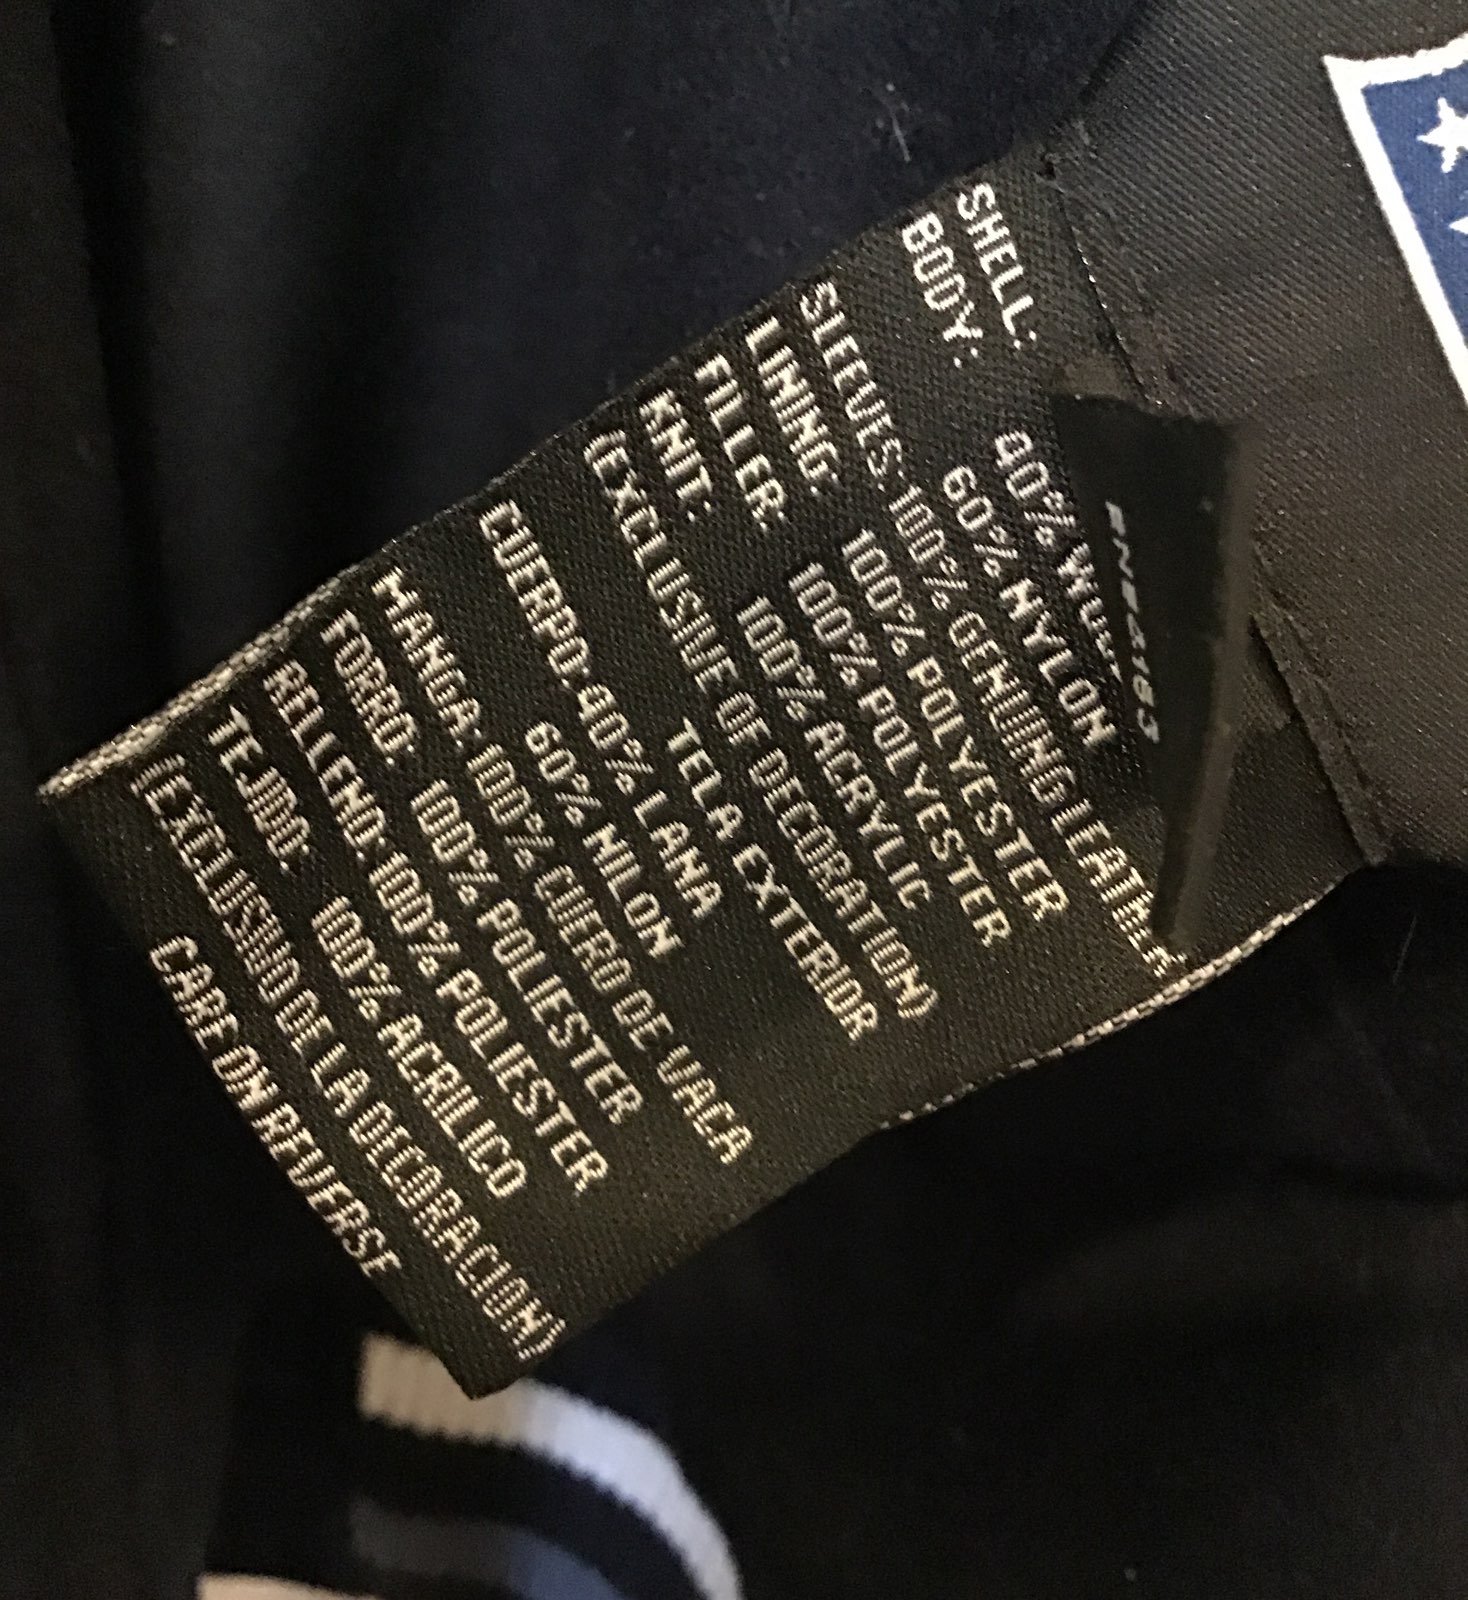 SHELL:
BODY: 40% WOOL
60% NYLON
SLEEVES: 100% GENUING LEATHER
LINING: 100% POLYESTER
FILLER: 100% POLYESTER
KNIT: 100% ACRYLIC
(EXCLUSIVE OF DECORATION)
TELA EXTERIOR
CUERPO: 40% LANA
60% NILON
MANGA: 100% CUERO DE VACA
FORRO: 100% POLIESTER
RELLENO: 100% POLIESTER
TEJIDO: 100% ACRILICO
(EXCLUSIVO DE LA DECORACION)
CARE ON REVERSE